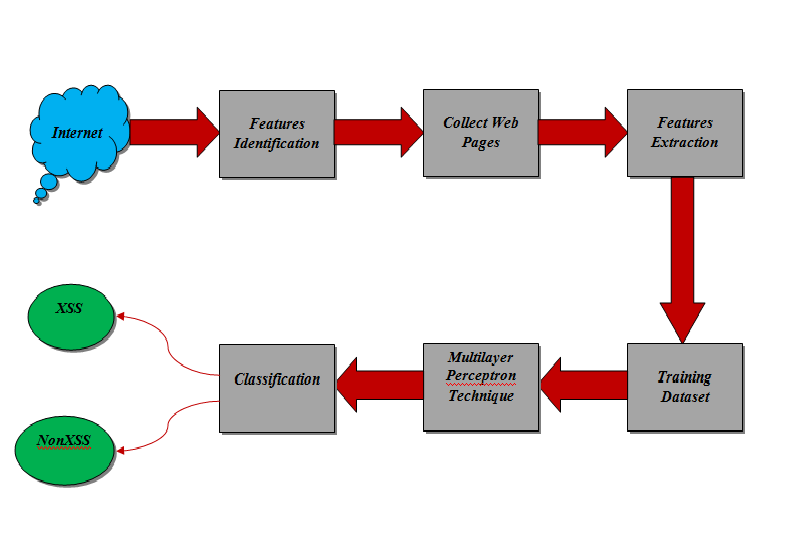 Internet
Features
Identification
Collect Web
Pages
Features
Extraction
Training
Dataset
Multilayer
Perceptron
Technique
Classification
XSS
NonXSS